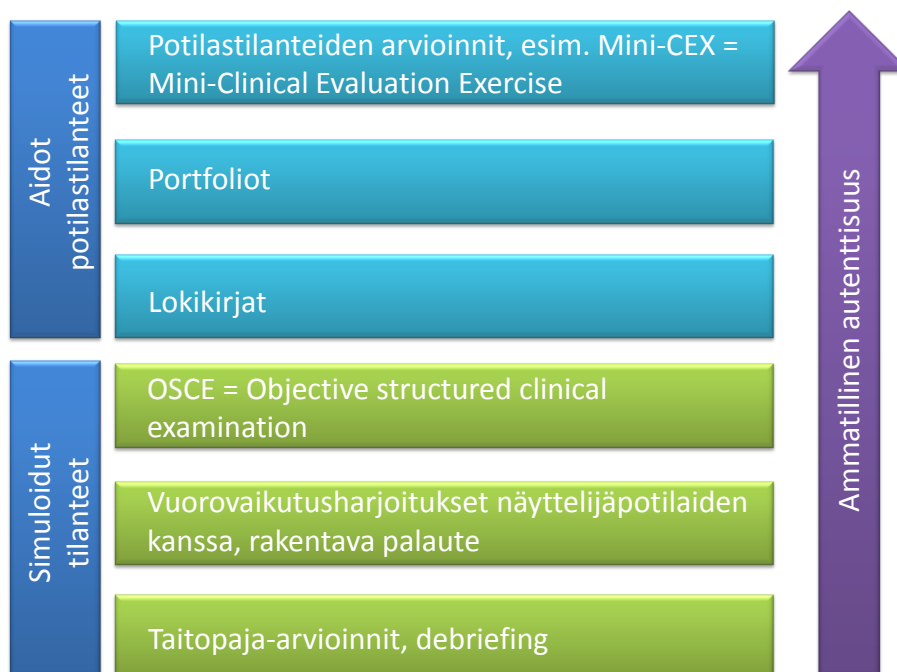 Aidot
potilastilanteet
Potilastilanteiden arvioinnit, esim. Mini-CEX =
Mini-Clinical Evaluation Exercise
Portfoliot
Lokikirjat
Simuloidut
tilanteet
OSCE = Objective structured clinical
examination
Vuorovaikutusharjoitukset näyttelijäpotilaiden
kanssa, rakentava palaute
Taitopaja-arvioinnit, debriefing
Ammatillinen autenttisuus